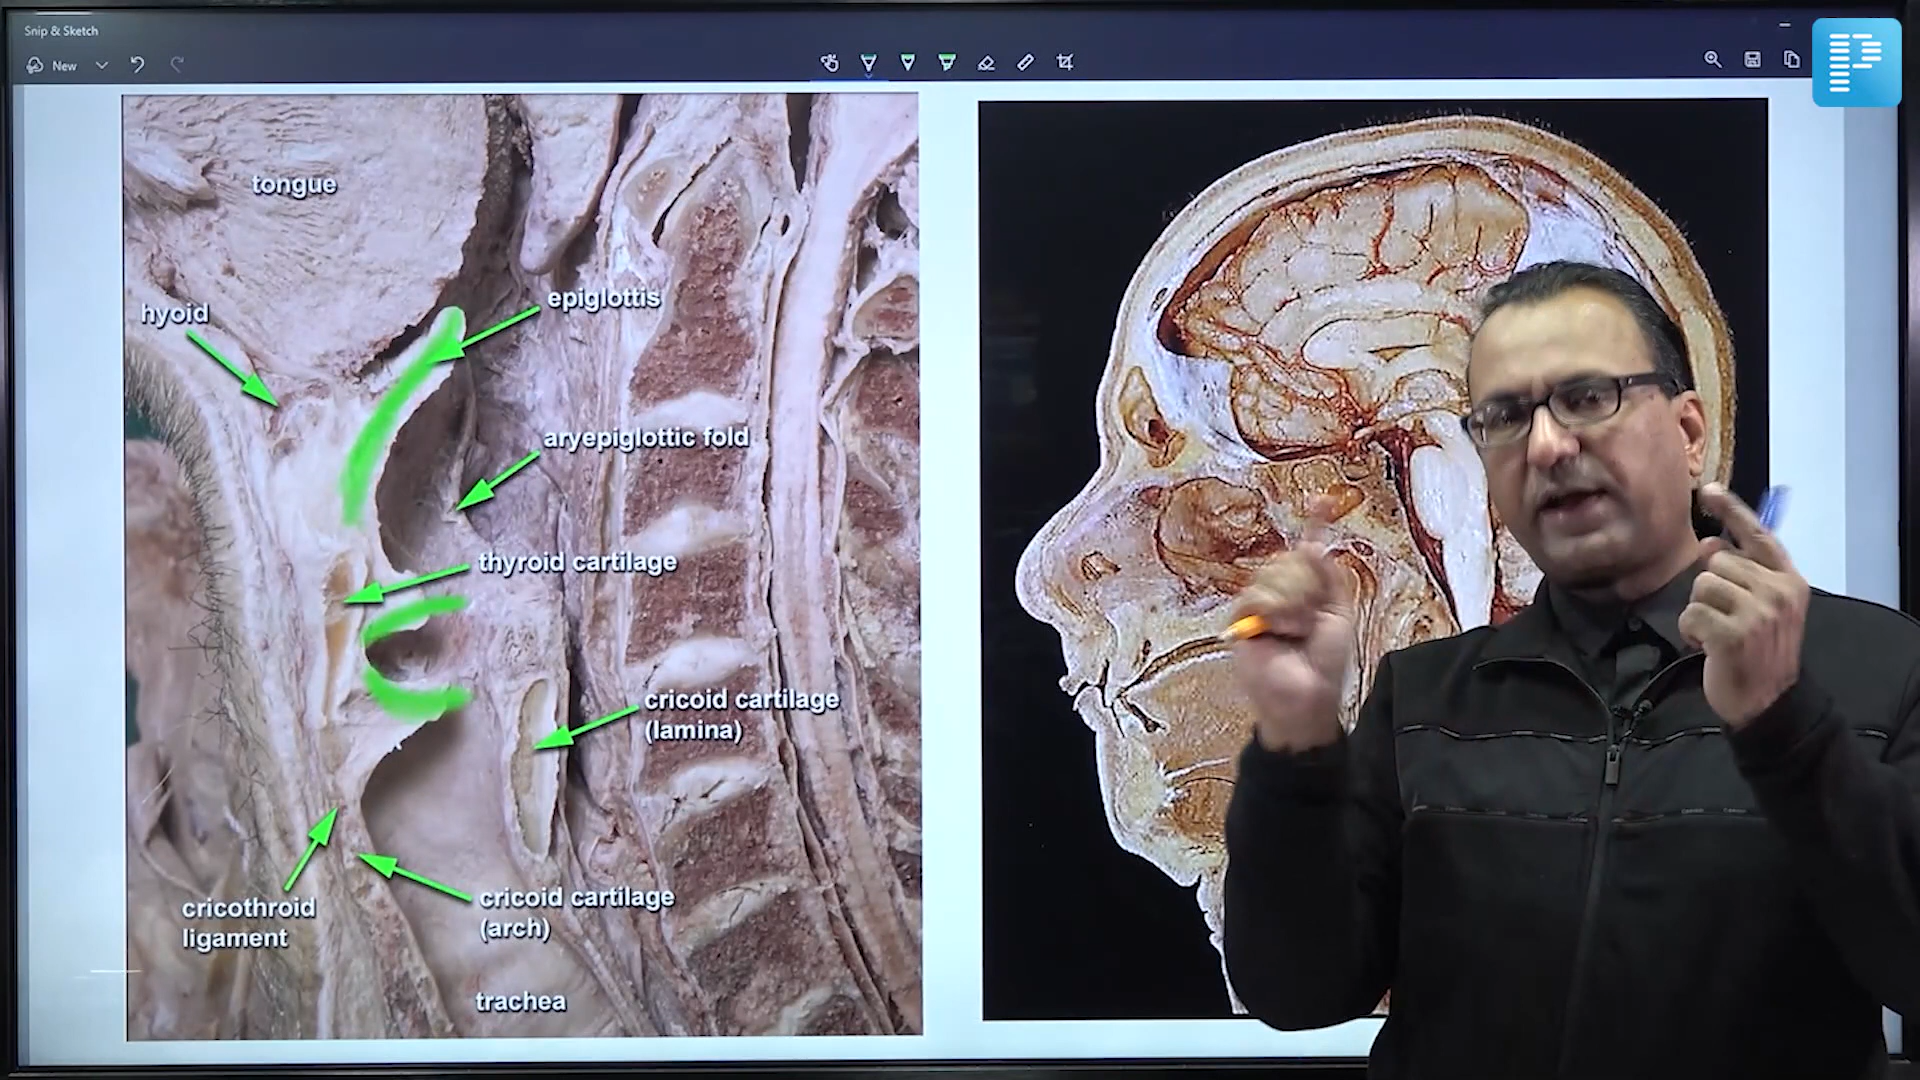 Snip & Sketch
New
tongue
hyoid
epiglottis
aryepiglottic fold
thyroid cartilage
cricoid cartilage
(lamina)
cricothroid
ligament
cricoid cartilage
(arch)
trachea